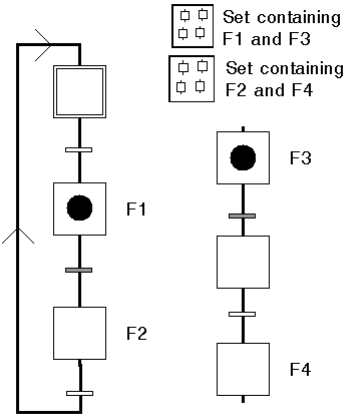 Set containing
F1 and F3
Set containing
F2 and F4
F3
F1
F2
F4